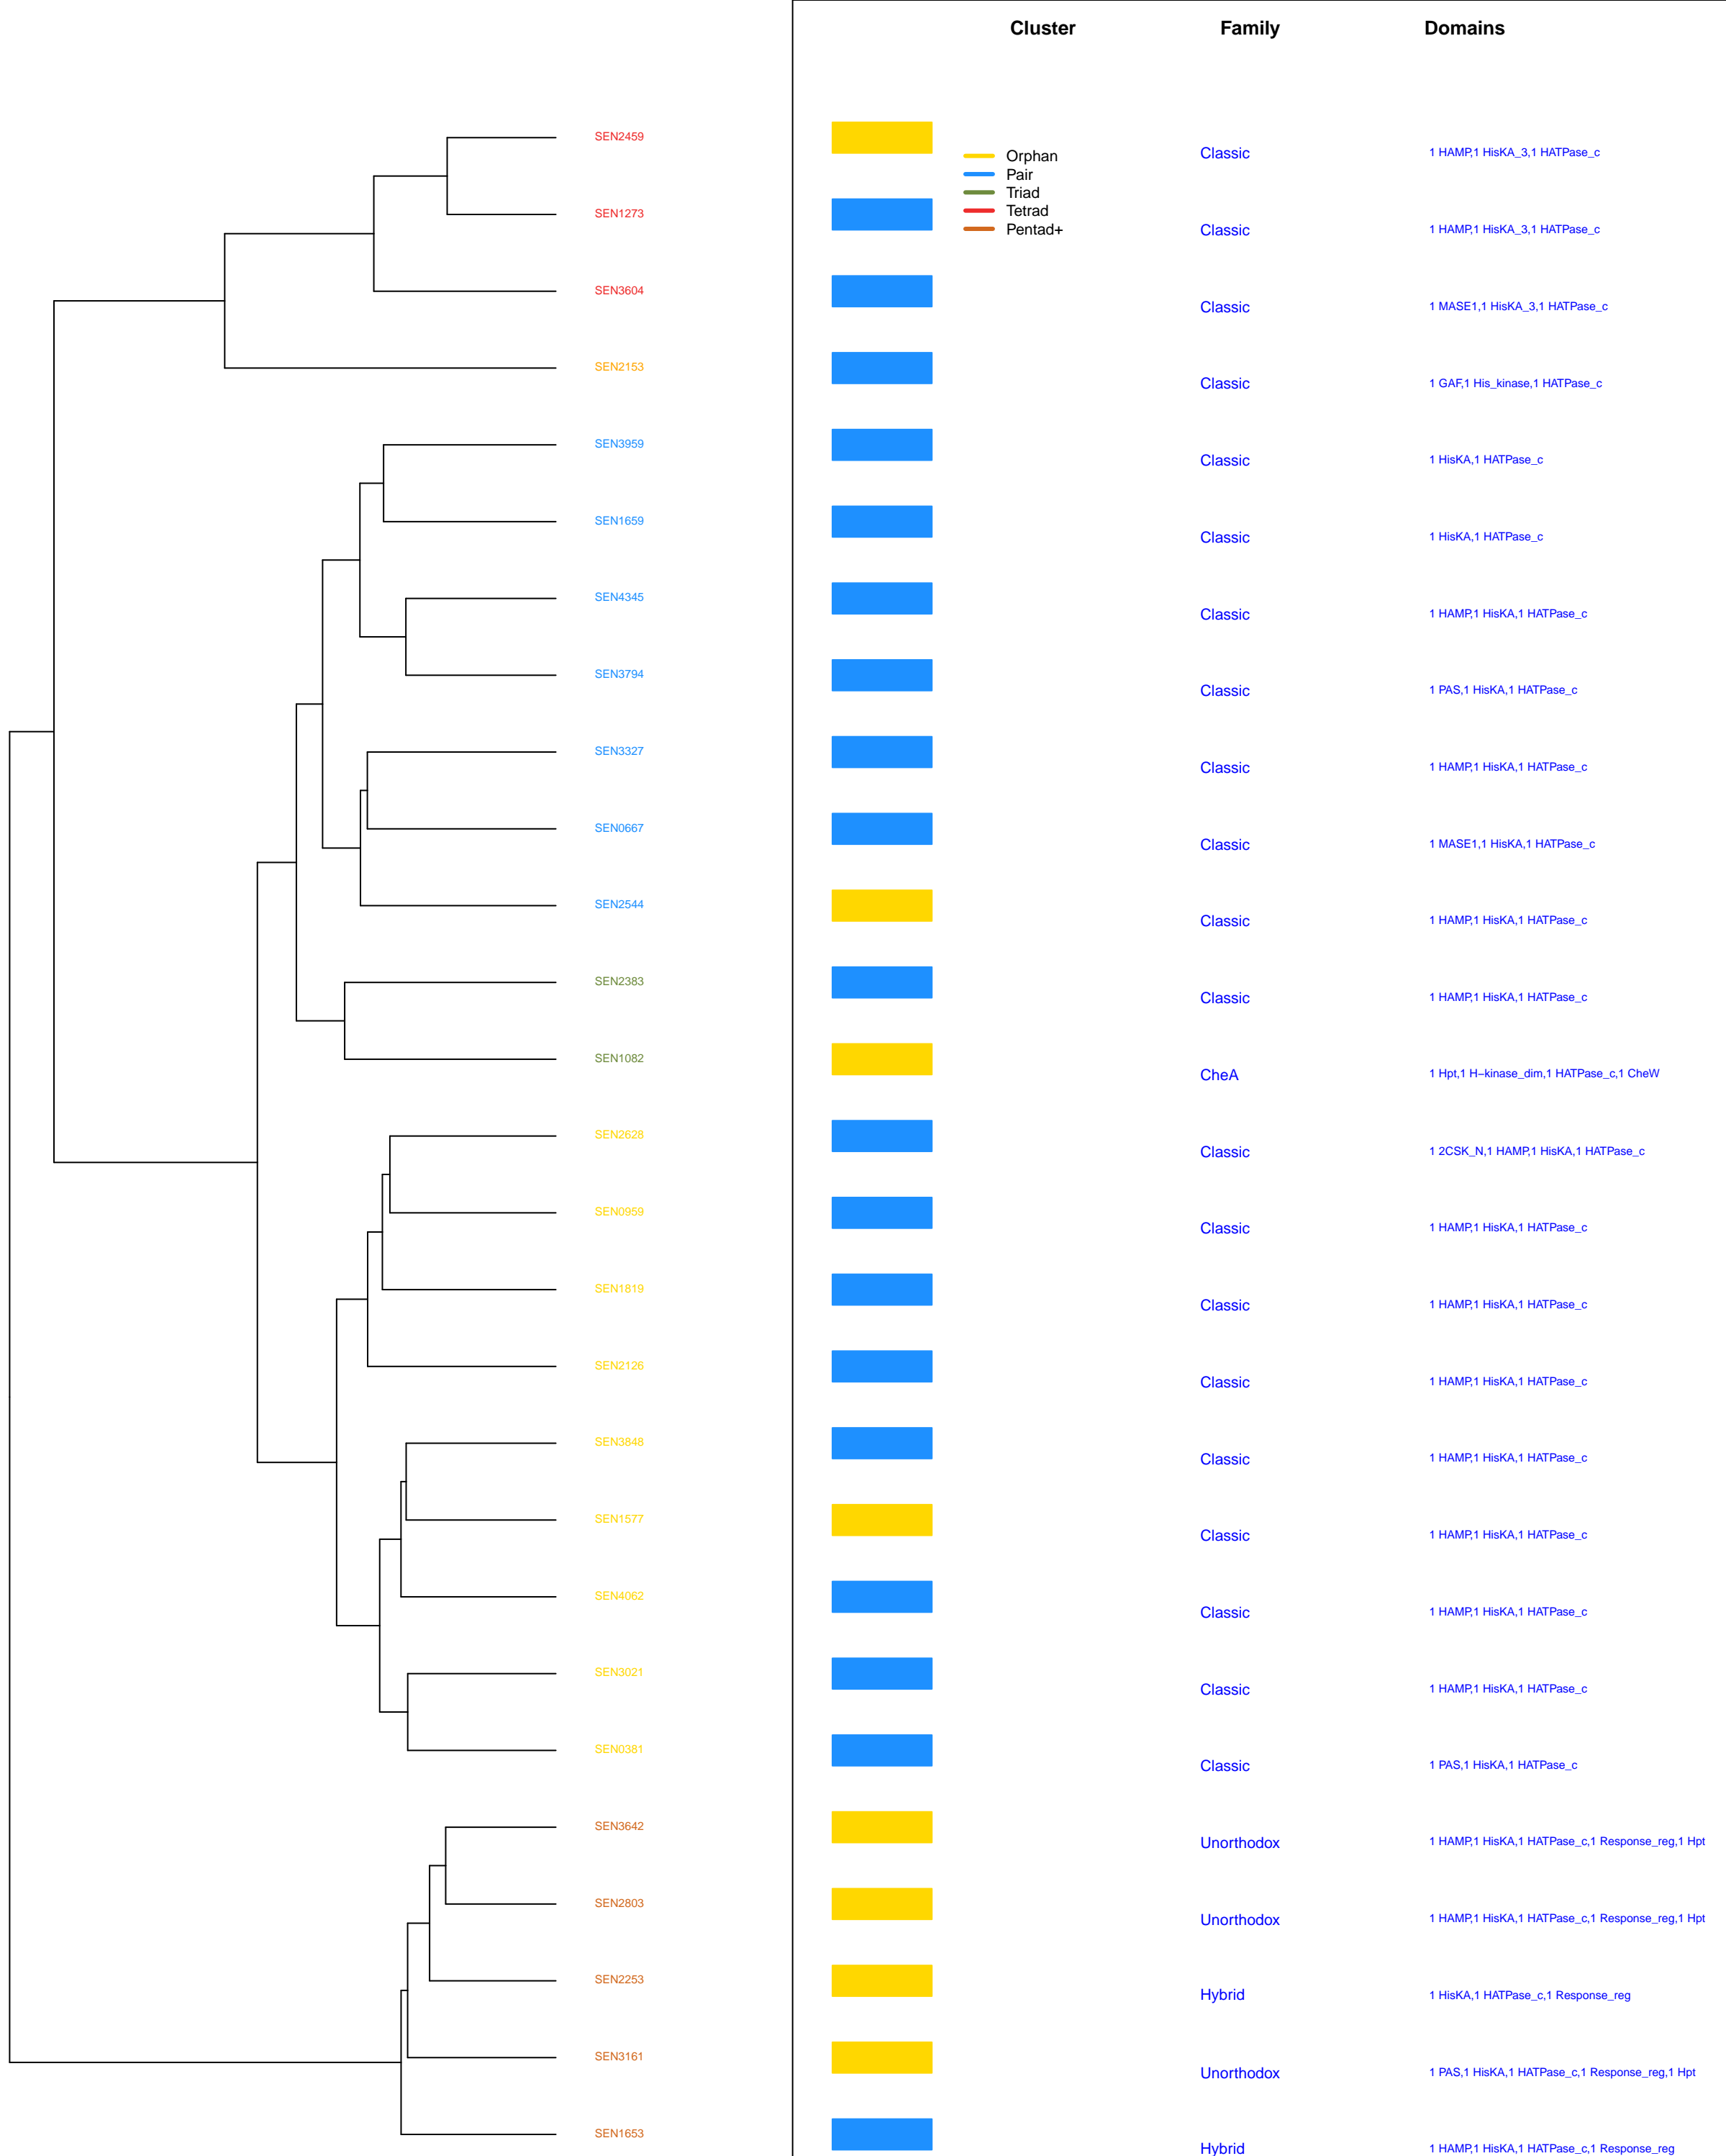 Cluster Family Domains
SEN2459 Classic 1 HAMP,1 HisKA_3,1 HATPase_c
Orphan
Pair
Triad
Tetrad
Pentad+
SEN1273 Classic 1 HAMP,1 HisKA_3,1 HATPase_c
SEN3604 Classic 1 MASE1,1 HisKA_3,1 HATPase_c
SEN2153 Classic 1 GAF,1 His_kinase,1 HATPase_c
SEN3959 Classic 1 HisKA,1 HATPase_c
SEN1659 Classic 1 HisKA,1 HATPase_c
SEN4345 Classic 1 HAMP,1 HisKA,1 HATPase_c
SEN3794 Classic 1 PAS,1 HisKA,1 HATPase_c
SEN3327 Classic 1 HAMP,1 HisKA,1 HATPase_c
SEN0667 Classic 1 MASE1,1 HisKA,1 HATPase_c
SEN2544 Classic 1 HAMP,1 HisKA,1 HATPase_c
SEN2383 Classic 1 HAMP,1 HisKA,1 HATPase_c
SEN1082 CheA 1 Hpt,1 H−kinase_dim,1 HATPase_c,1 CheW
SEN2628 Classic 1 2CSK_N,1 HAMP,1 HisKA,1 HATPase_c
SEN0959 Classic 1 HAMP,1 HisKA,1 HATPase_c
SEN1819 Classic 1 HAMP,1 HisKA,1 HATPase_c
SEN2126 Classic 1 HAMP,1 HisKA,1 HATPase_c
SEN3848 Classic 1 HAMP,1 HisKA,1 HATPase_c
SEN1577 Classic 1 HAMP,1 HisKA,1 HATPase_c
SEN4062 Classic 1 HAMP,1 HisKA,1 HATPase_c
SEN3021 Classic 1 HAMP,1 HisKA,1 HATPase_c
SEN0381 Classic 1 PAS,1 HisKA,1 HATPase_c
SEN3642 Unorthodox 1 HAMP,1 HisKA,1 HATPase_c,1 Response_reg,1 Hpt
SEN2803 Unorthodox 1 HAMP,1 HisKA,1 HATPase_c,1 Response_reg,1 Hpt
SEN2253 Hybrid 1 HisKA,1 HATPase_c,1 Response_reg
SEN3161 Unorthodox 1 PAS,1 HisKA,1 HATPase_c,1 Response_reg,1 Hpt
SEN1653 Hybrid 1 HAMP,1 HisKA,1 HATPase_c,1 Response_reg